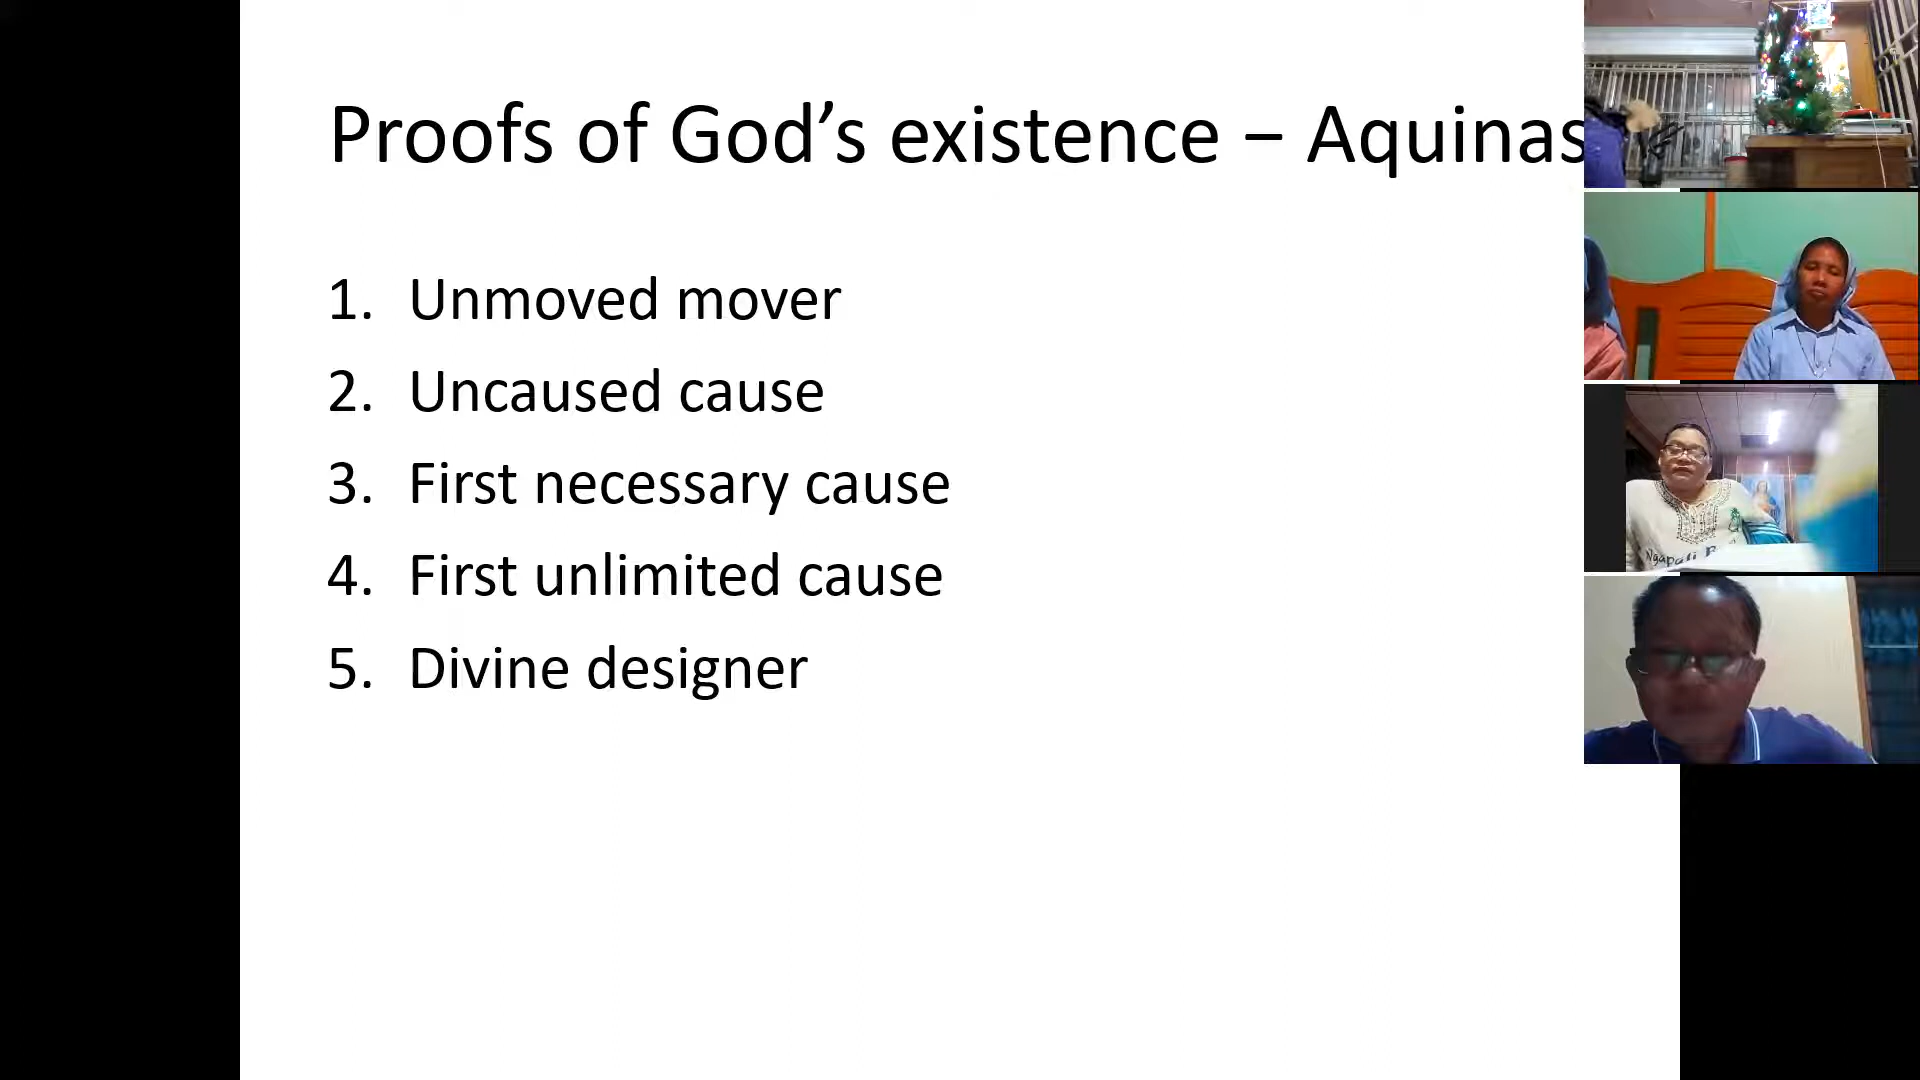 Proofs of God’s existence – Aquinas
1. Unmoved mover
2. Uncaused cause
3. First necessary cause
4. First unlimited cause
5. Divine designer
Ngapali